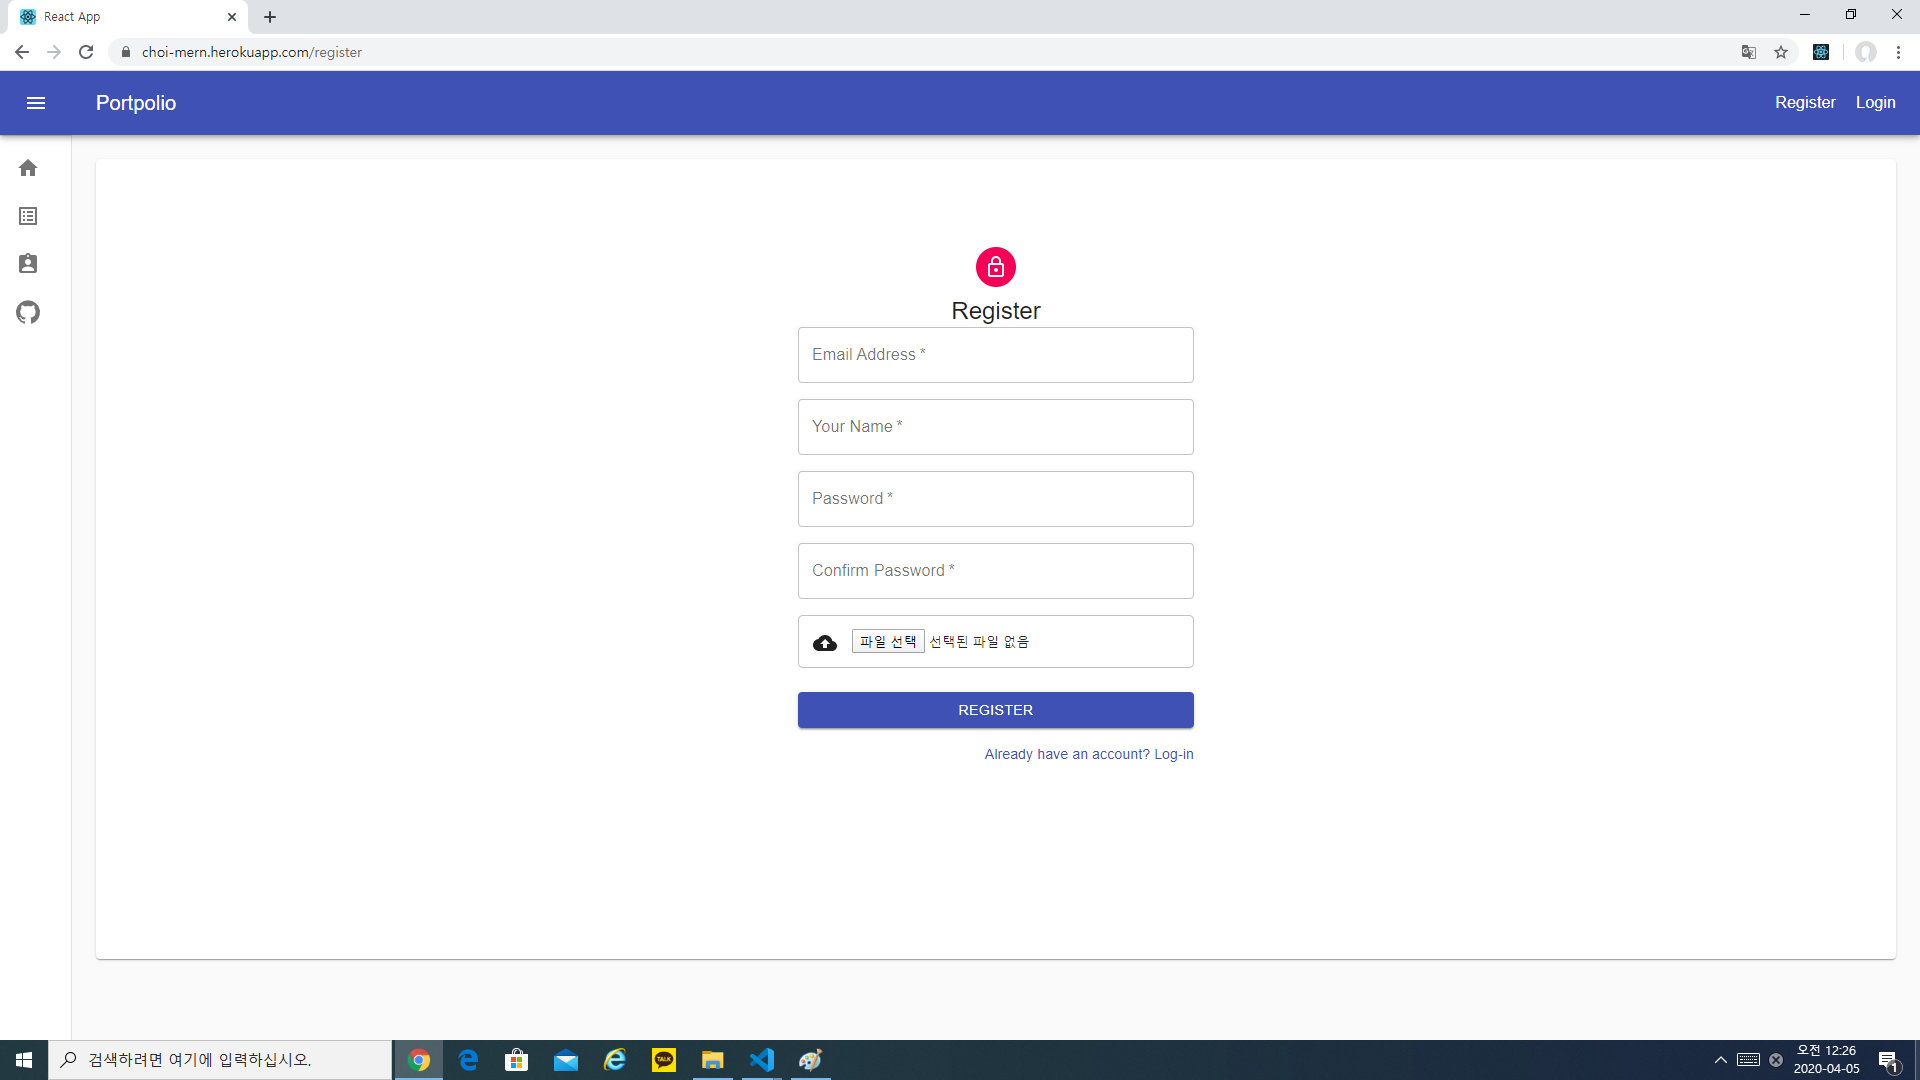 React App
choi-mern.herokuapp.com/register
Portpolio
Register
Login
Register
Email Address *
Your Name *
Password *
Confirm Password *
파일 선택 선택된 파일 없음
REGISTER
Already have an account? Log-in
검색하려면 여기에 입력하십시오.
TALK
오전 12:26
2020-04-05
1